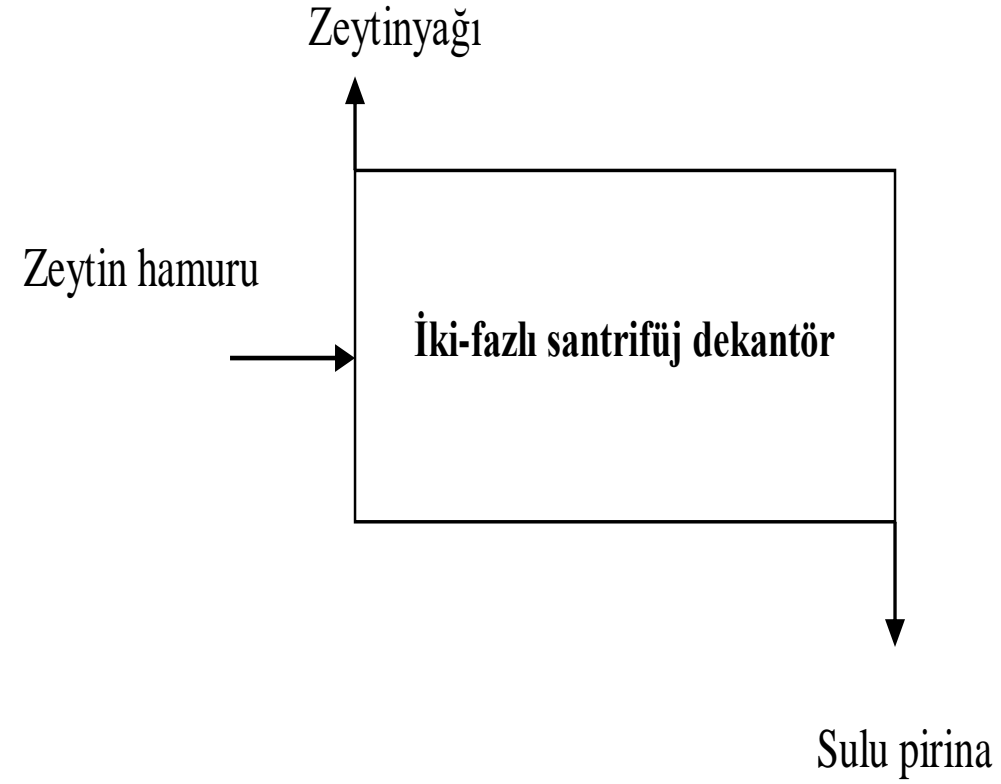 Zeytinyağı
Zeytin hamuru
İki-fazlı santrifüj dekantör
Sulu pirina